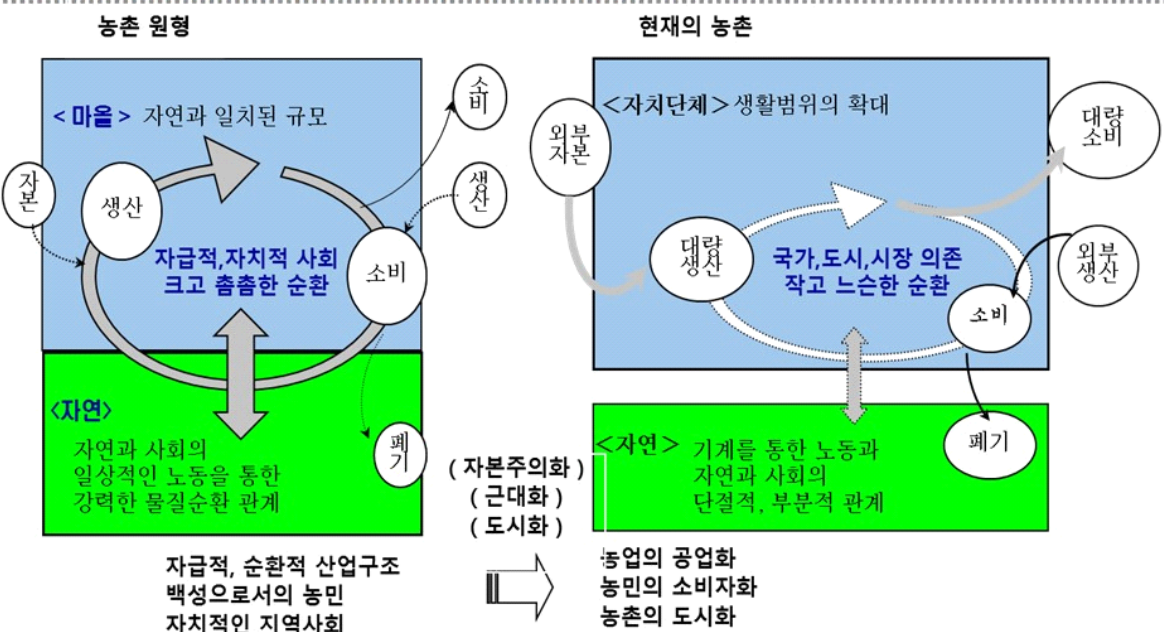 농촌 원형
< 마을 > 자연과 일치된 규모
소
비
자
본
생산
생
산
자급적,자치적 사회
크고 촘촘한 순환
소비
<자연>
자연과 사회의
일상적인 노동을 통한
강력한 물질순환 관계
폐
기
자급적, 순환적 산업구조
백성으로서의 농민
자치적인 지역사회
( 자본주의화 )
( 근대화 )
( 도시화 )
현재의 농촌
<자치단체> 생활범위의 확대
외부
자본
대량
소비
대량
생산
국가,도시,시장 의존
작고 느슨한 순환
외부
생산
소비
<자연> 기계를 통한 노동과
자연과 사회의
단절적, 부분적 관계
폐기
농업의 공업화
농민의 소비자화
농촌의 도시화